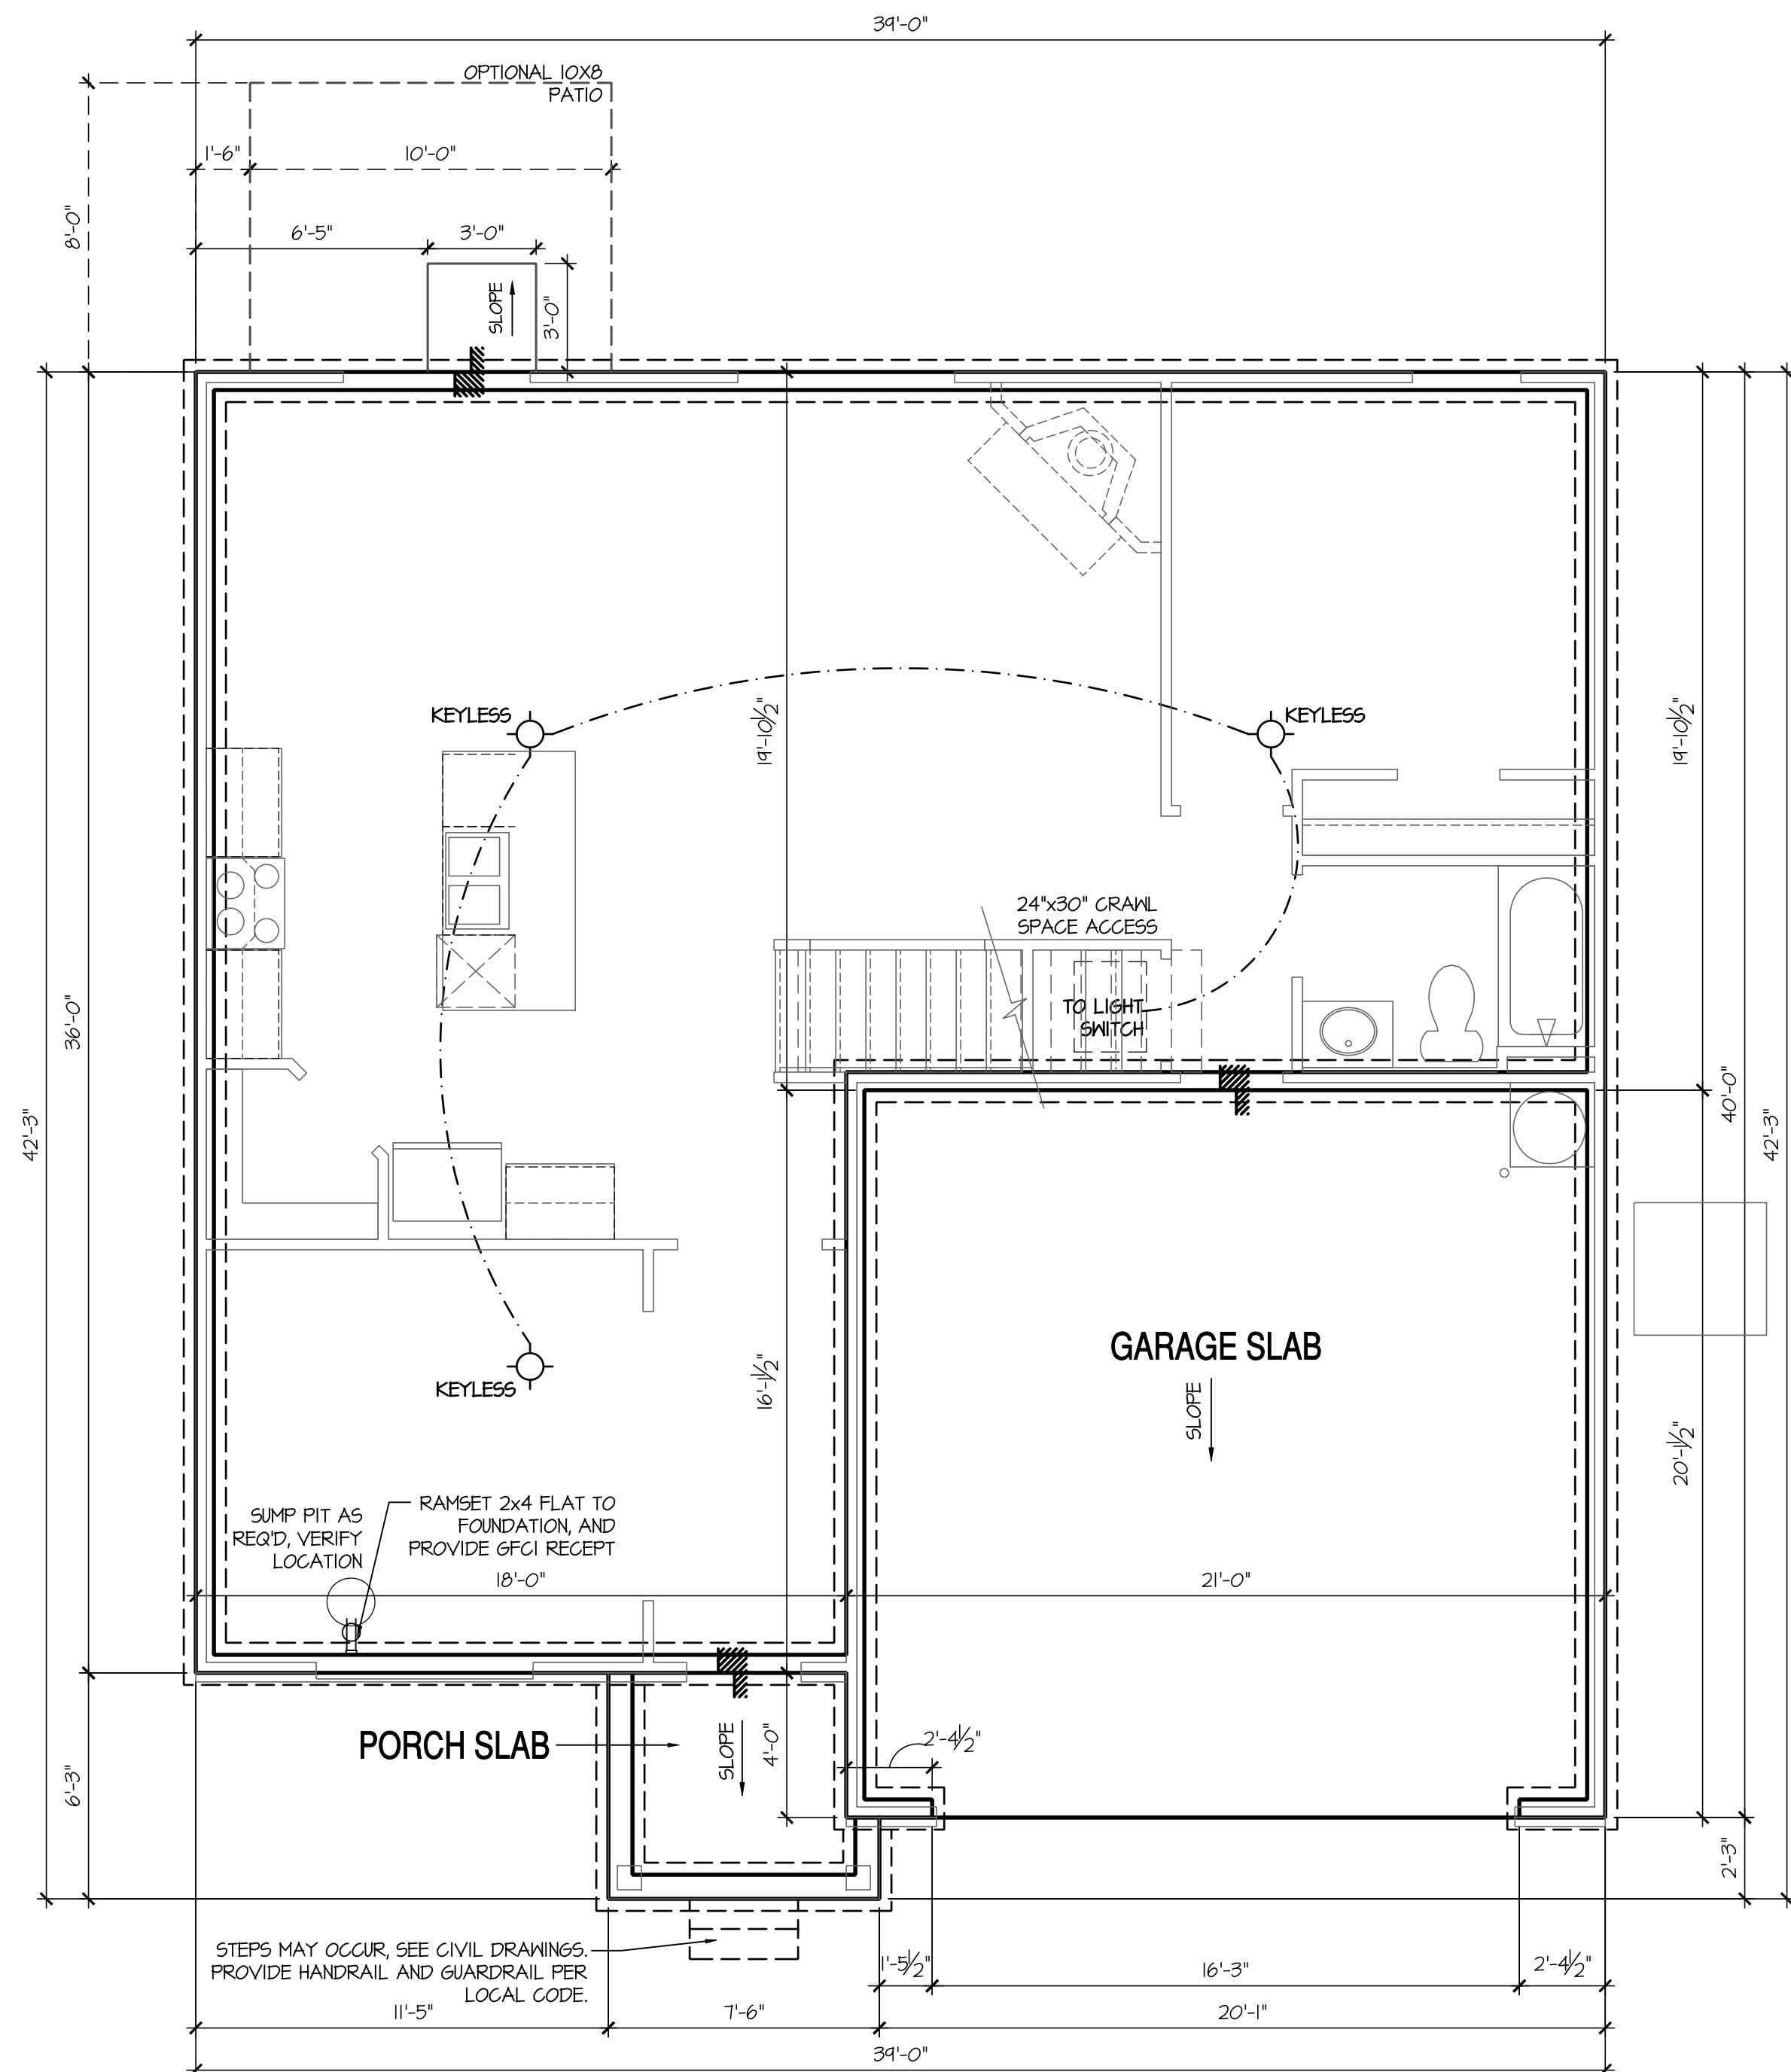 39'-0"
OPTIONAL 10X8
PATIO
1'-6"
10'-0"
8'-0"
6'-5"
3'-0"
SLOPE
3'-0"
KEYLESS
19'-10½"
KEYLESS
19'-10½"
24"x30" CRAWL
SPACE ACCESS
TO LIGHT
SWITCH
36'-0"
42'-3"
40'-0"
42'-3"
GARAGE SLAB
SLOPE
16'-1½"
KEYLESS
20'-1½"
SUMP PIT AS
REQ'D, VERIFY
LOCATION
RAMSET 2x4 FLAT TO
FOUNDATION, AND
PROVIDE GFCI RECEPT
18'-0"
21'-0"
PORCH SLAB
SLOPE
4'-0"
2'-4½"
6'-3"
2'-3"
STEPS MAY OCCUR, SEE CIVIL DRAWINGS.
PROVIDE HANDRAIL AND GUARDRAIL PER
LOCAL CODE.
1'-5½"
16'-3"
2'-4½"
11'-5"
7'-6"
20'-1"
39'-0"